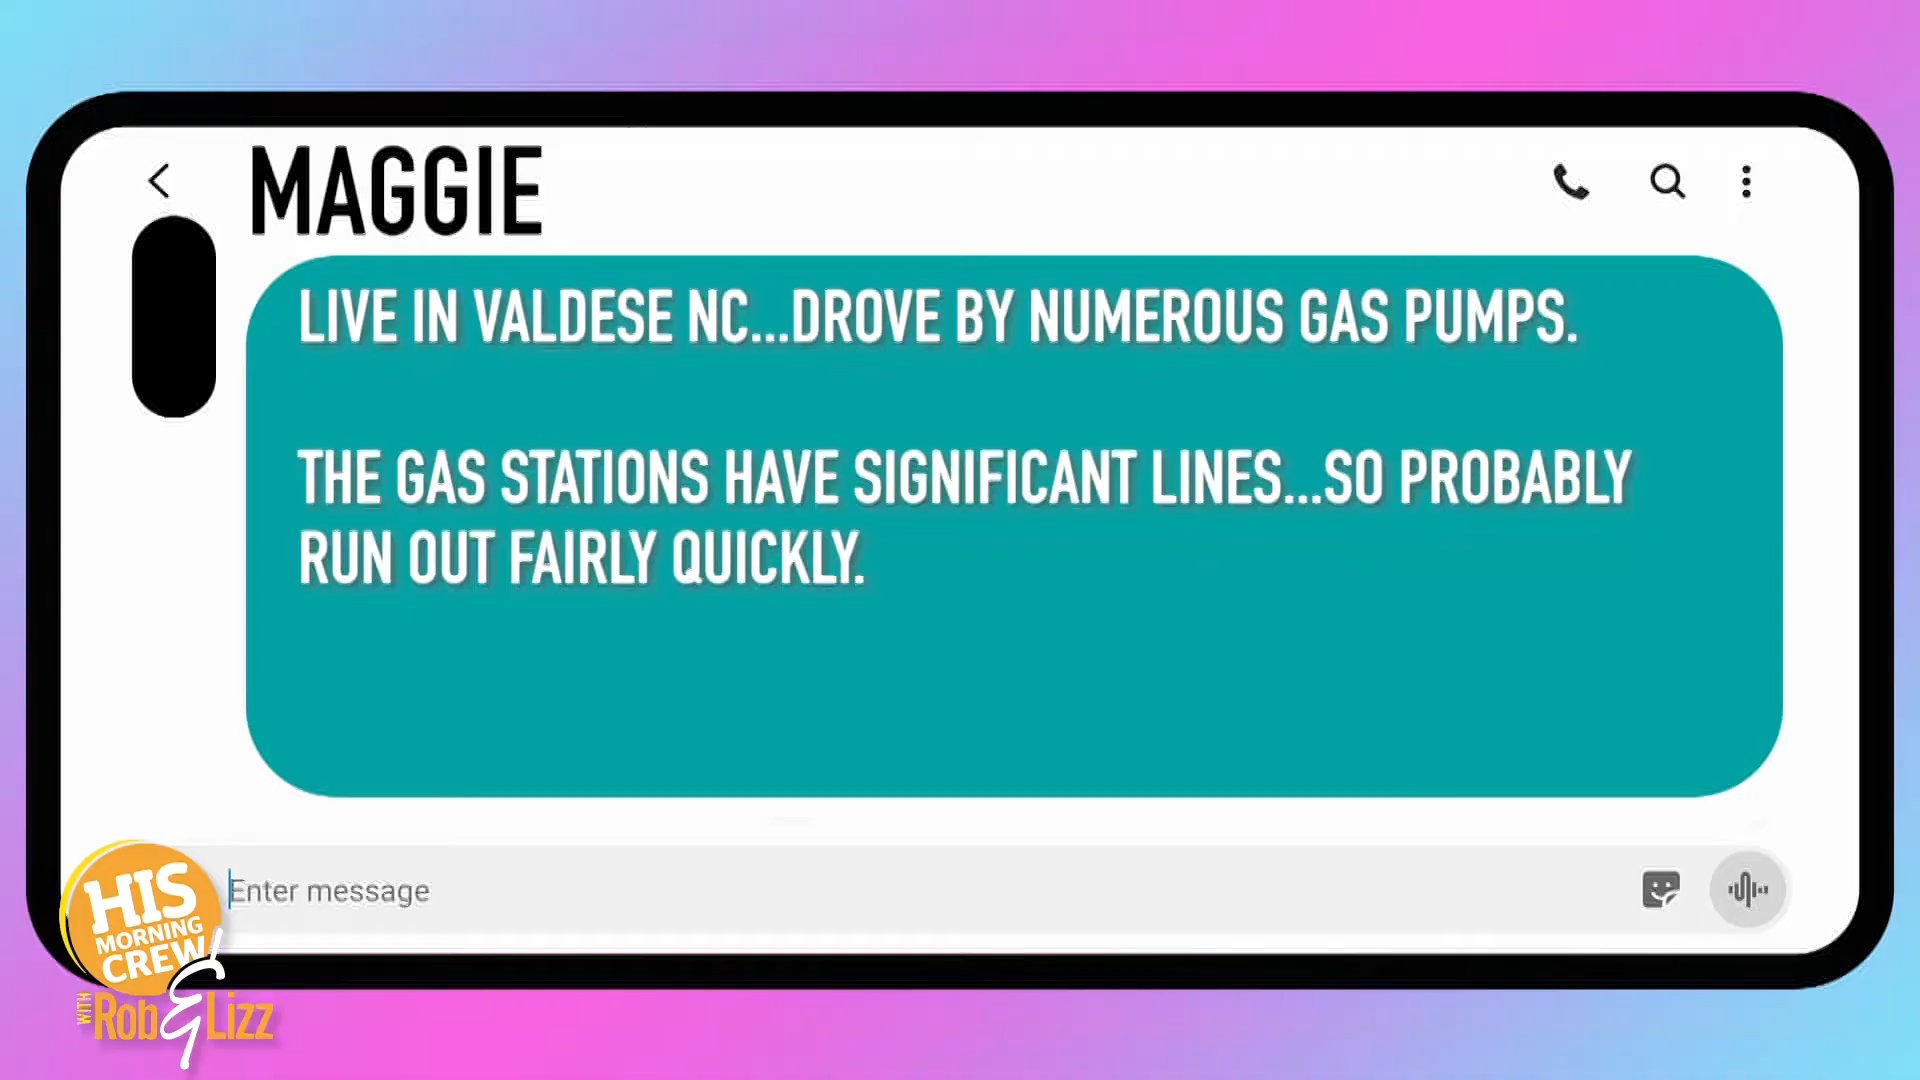 MAGGIE
LIVE IN VALDESE NC...DROVE BY NUMEROUS GAS PUMPS.
THE GAS STATIONS HAVE SIGNIFICANT LINES...SO PROBABLY
RUN OUT FAIRLY QUICKLY.
Enter message
HIS
MORNING
CREW
WITH Rob & Lizz